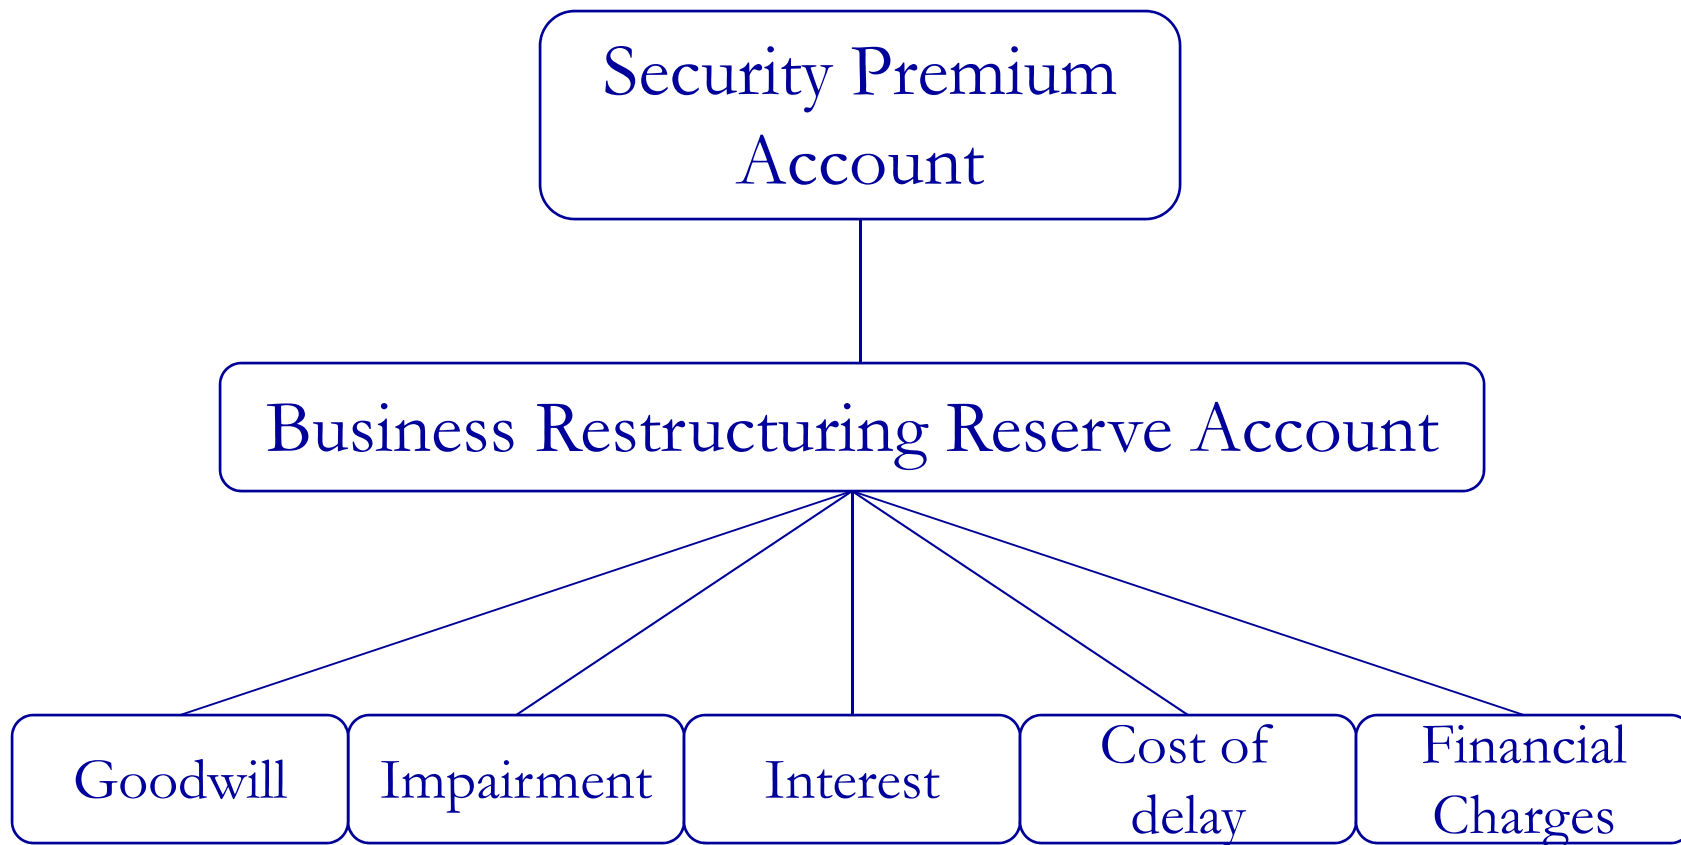 Security Premium
Account
Business Restructuring Reserve Account
Goodwill
Impairment
Interest
Cost of
delay
Financial
Charges